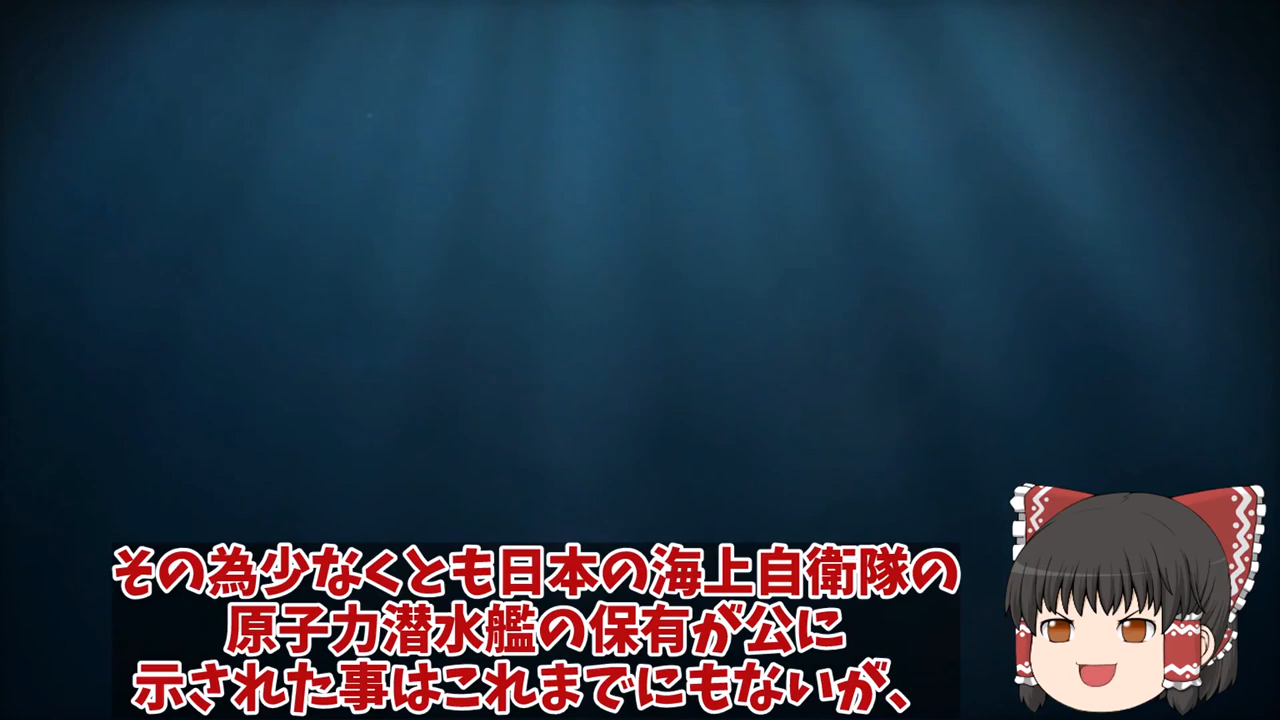 その為少なくとも日本の海上自衛隊の
原子力潜水艦の保有が公に
示された事はこれまでにもないが、